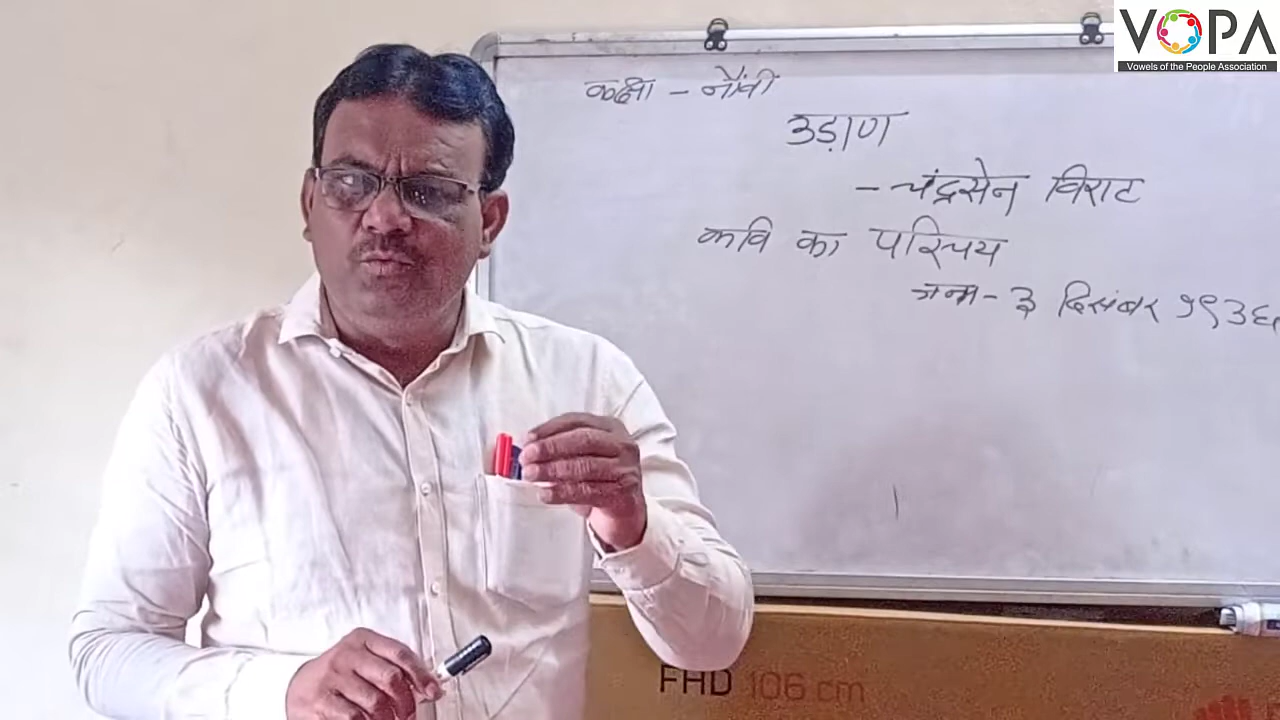 VOPA
Vowels of the People Association
कक्षा - नौवीं
उड़ाण
- चंद्रसेन विराट
कवि का परिचय
जन्म - ३ दिसंबर १९३६
FHD 106 cm